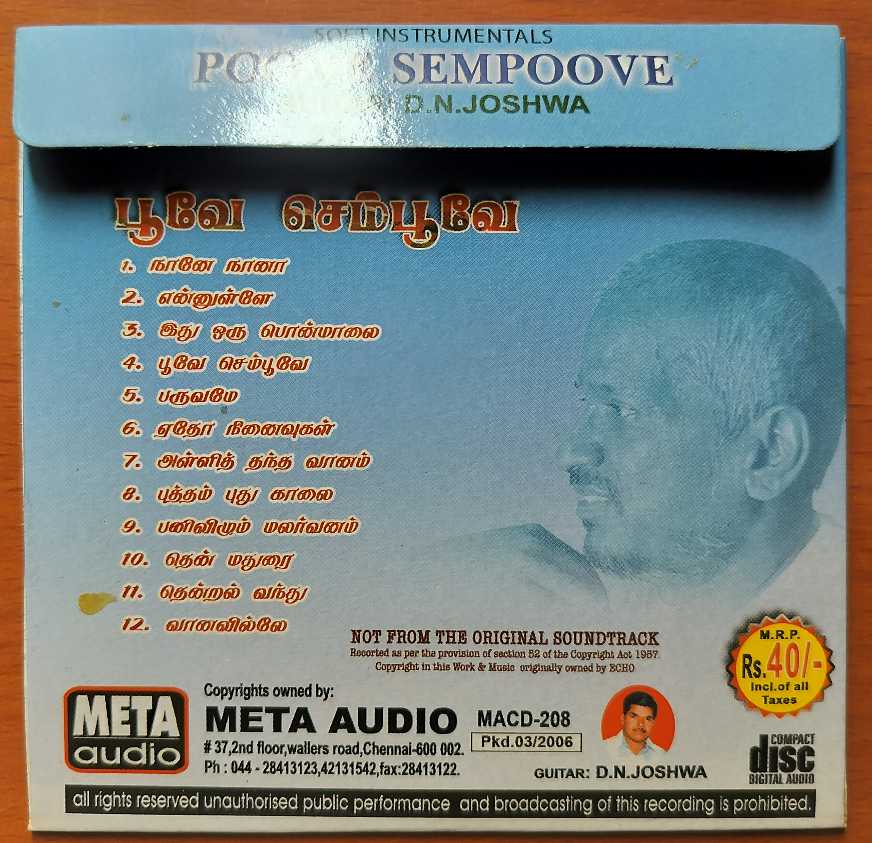 SOFT INSTRUMENTALS
SEMPOOVE
D.N.JOSHWA
பூவே செம்பூவே
1. நானே நானா
2. என்னுள்ளே
3. இது ஒரு பொன்மாலை
4. பூவே செம்பூவே
5. பருவமே
6. ஏதோ நினைவுகள்
7. அள்ளித் தந்த வானம்
8. புத்தம் புது காலை
9. பனிவிழும் மலர்வனம்
10. தென் மதுரை
11. தென்றல் வந்து
12. வானவில்லே
NOT FROM THE ORIGINAL SOUNDTRACK
Recorted as per the provision of section 52 of the Copyright Act 1957.
Copyright in this Work & Music originally owned by ECHO
M.R.P.
Rs.40/-
Incl.of all
Taxes
META
audio
Copyrights owned by:
META AUDIO
# 37,2nd floor,wallers road,Chennai-600 002.
Ph : 044 - 28413123,42131542,fax:28413122.
MACD-208
Pkd.03/2006
GUITAR: D.N.JOSHWA
COMPACT
disc
DIGITAL AUDIO
all rights reserved unauthorised public performance and broadcasting of this recording is prohibited.